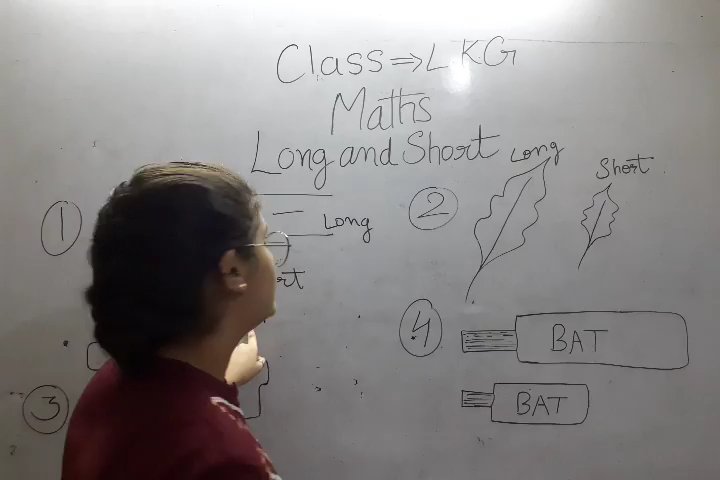 Class ⇒ LKG
Maths
Long and Short
1
Long
2
Long
Short
3
4
BAT
BAT